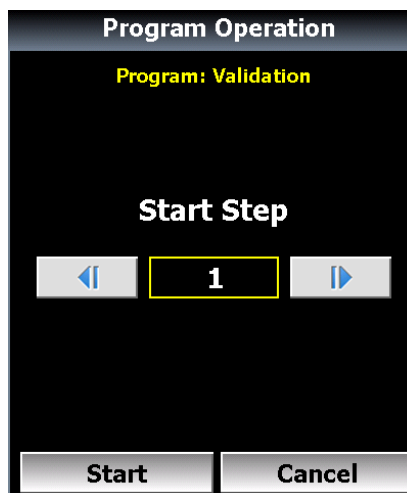 Program Operation
Program: Validation
Start Step
1
Start Cancel